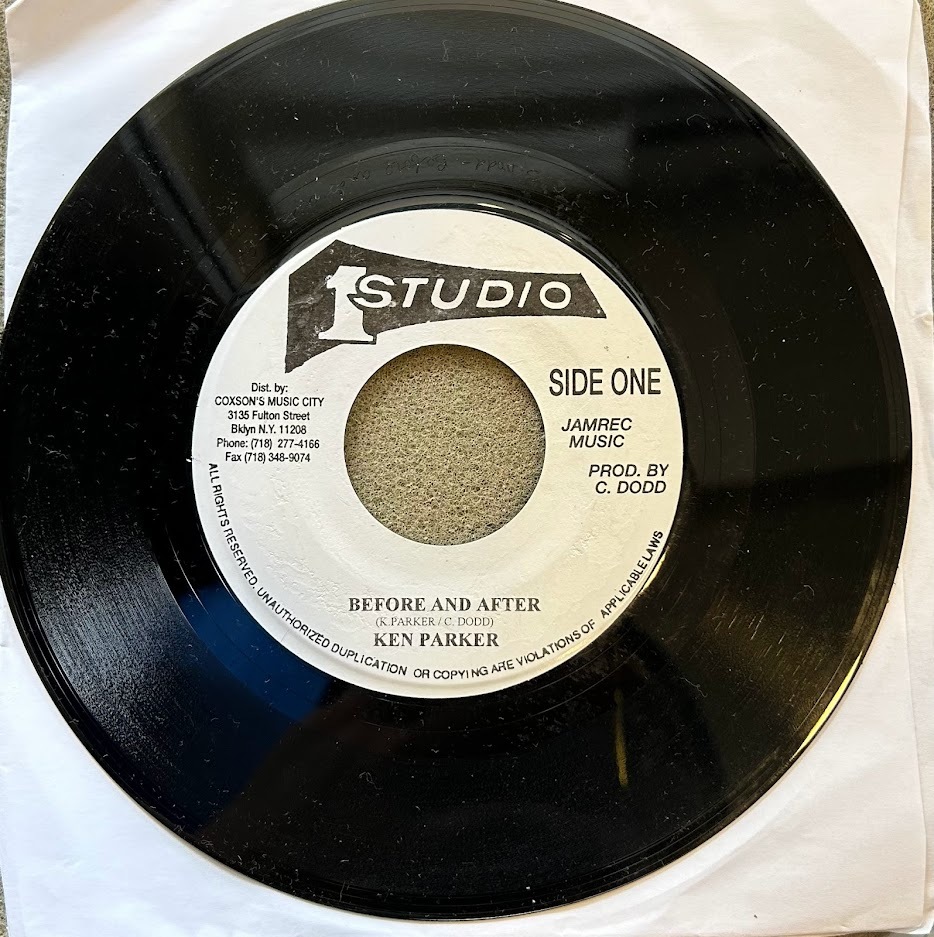 1 STUDIO
SIDE ONE
Dist. by:
COXSON'S MUSIC CITY
3135 Fulton Street
Bklyn N.Y. 11208
Phone: (718) 277-4166
Fax (718) 348-9074
JAMREC
MUSIC
PROD. BY
C. DODD
BEFORE AND AFTER
(K.PARKER / C. DODD)
KEN PARKER
ALL RIGHTS RESERVED. UNAUTHORIZED DUPLICATION OR COPYING ARE VIOLATIONS OF APPLICABLE LAWS